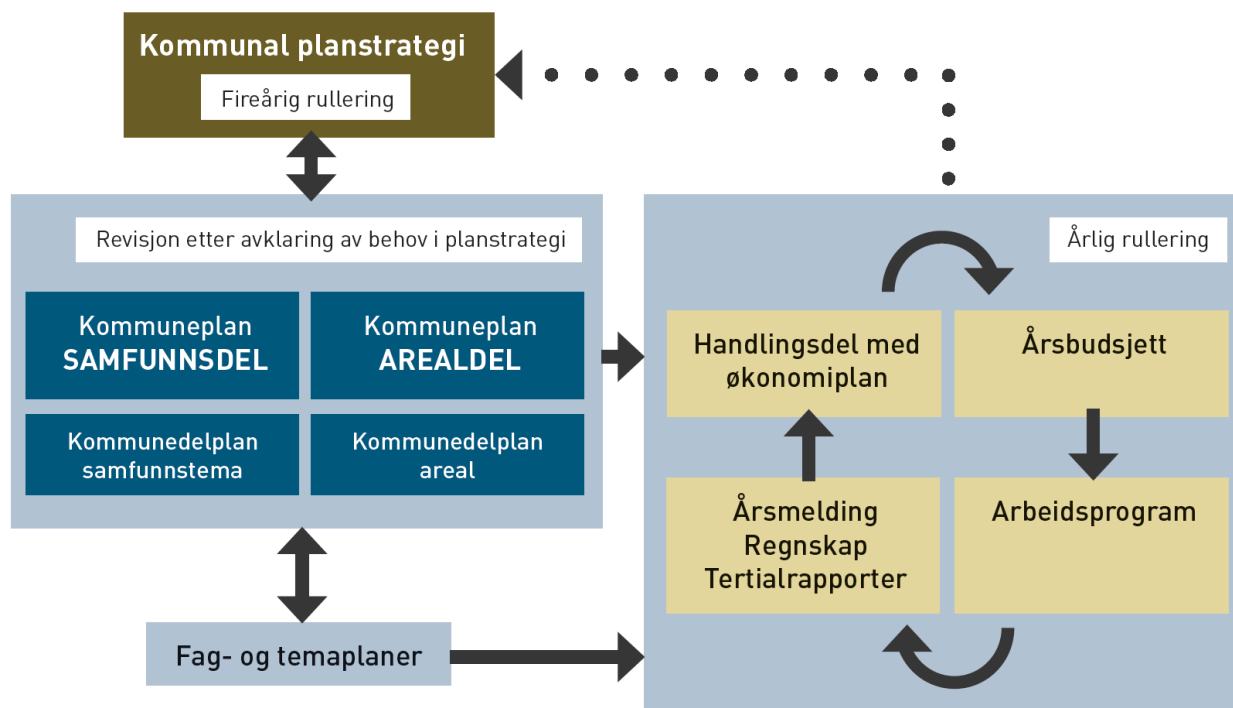 Kommunal planstrategi
Fireårig rullering
Revisjon etter avklaring av behov i planstrategi
Kommuneplan
SAMFUNNSDEL
Kommuneplan
AREALDEL
Kommunedelplan
samfunnstema
Kommunedelplan
areal
Fag- og temaplaner
Årlig rullering
Handlingsdel med
økonomiplan
Årsbudsjett
Årsmelding
Regnskap
Tertialrapporter
Arbeidsprogram